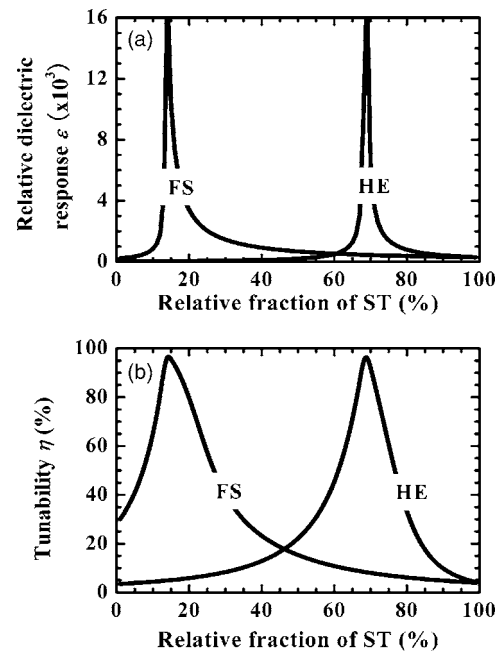 (a)
16
12
8
4
0
Relative dielectric
response ε (x10³)
FS
HE
0 20 40 60 80 100
Relative fraction of ST (%)
(b)
100
80
60
40
20
0
Tunability η (%)
FS
HE
0 20 40 60 80 100
Relative fraction of ST (%)